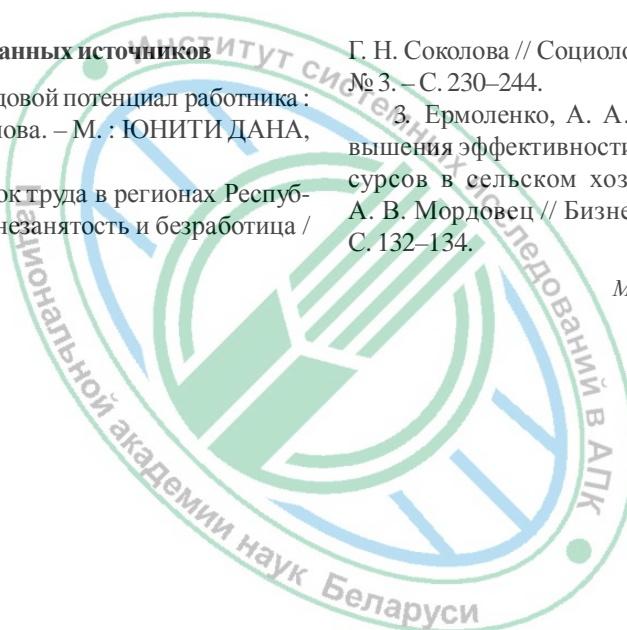 анных источников
довой потенциал работника :
нова. – М. : ЮНИТИ ДАНА,
ок труда в регионах Респуб-
незанятость и безработица /
Г. Н. Соколова // Социоло
№ 3. – С. 230–244.
3. Ермоленко, А. А.
вышения эффективности
сурсов в сельском хоз
А. В. Мордовец // Бизне
С. 132–134.
М
Институт системных исследований в АПК
Национальной академии наук Беларуси